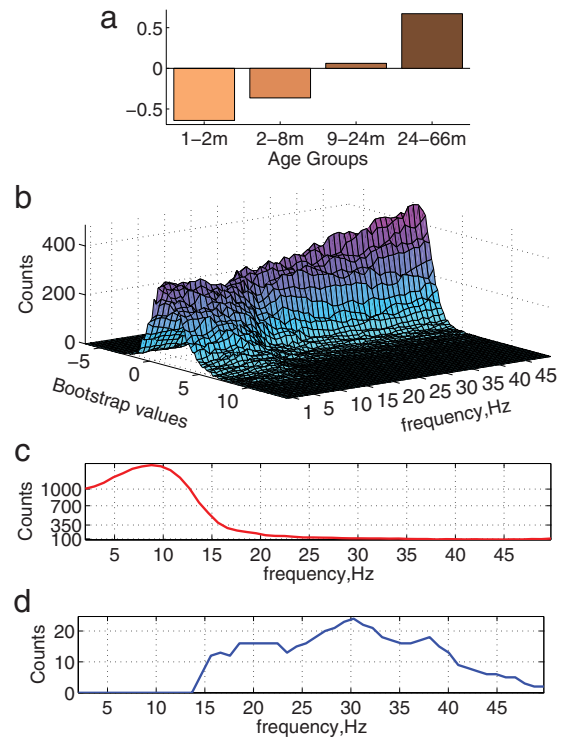 a
0.5
0
−0.5
1−2m 2−8m 9−24m 24−66m
Age Groups
b
Counts
400
200
0
−5
0
5
10
Bootstrap values
1 5 10 15 20 25 30 35 40 45
frequency,Hz
c
Counts
1000
700
350
100
5 10 15 20 25 30 35 40 45
frequency,Hz
d
Counts
20
10
0
5 10 15 20 25 30 35 40 45
frequency,Hz